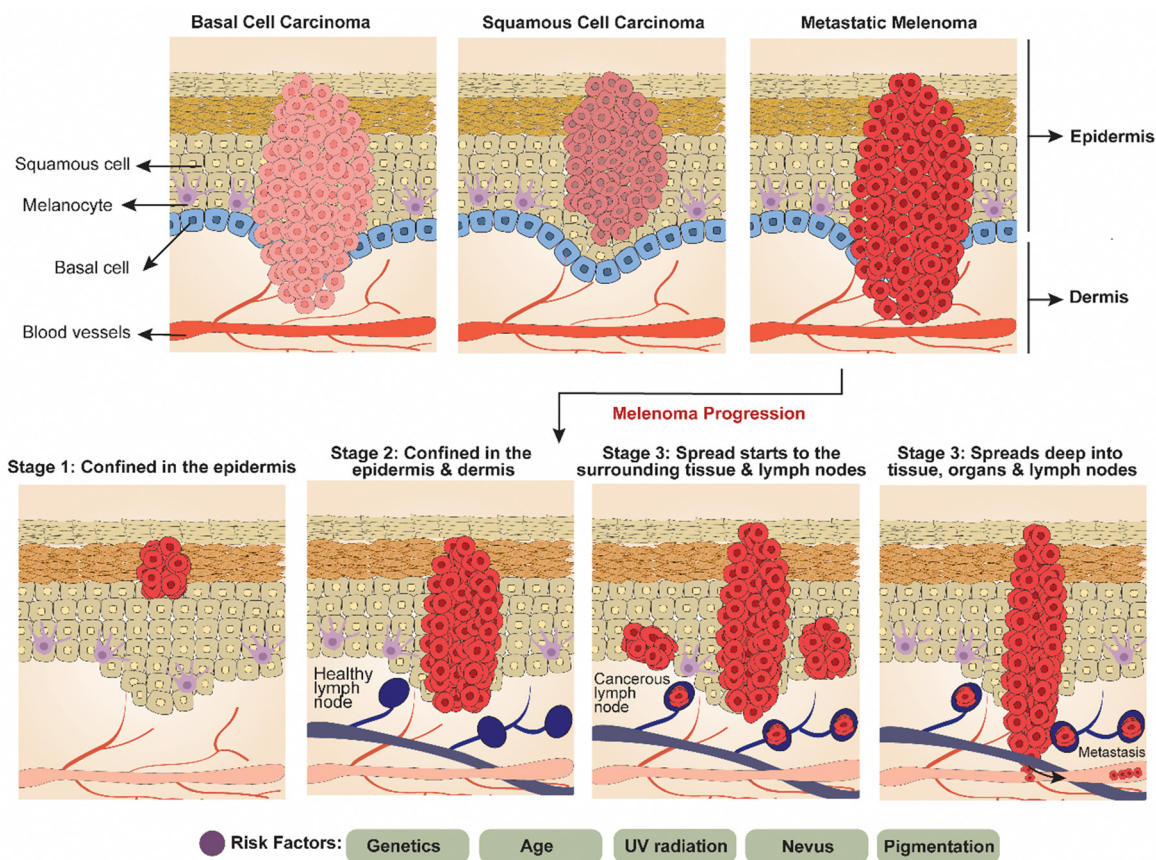 Basal Cell Carcinoma
Squamous Cell Carcinoma
Metastatic Melenoma
Squamous cell
Melanocyte
Basal cell
Blood vessels
Epidermis
Dermis
Melenoma Progression
Stage 1: Confined in the epidermis
Stage 2: Confined in the
epidermis & dermis
Stage 3: Spread starts to the
surrounding tissue & lymph nodes
Stage 3: Spreads deep into
tissue, organs & lymph nodes
Healthy
lymph
node
Cancerous
lymph
node
Metastasis
Risk Factors:
Genetics
Age
UV radiation
Nevus
Pigmentation